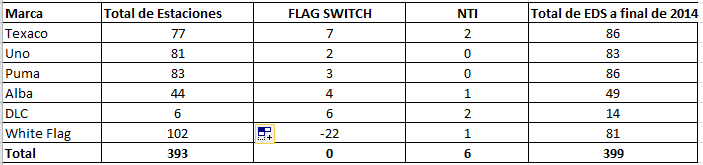 Marca Total de Estaciones FLAG SWITCH NTI Total de EDS a final de 2014
Texaco 77 7 2 86
Uno 81 2 0 83
Puma 83 3 0 86
Alba 44 4 1 49
DLC 6 6 2 14
White Flag 102 -22 1 81
Total 393 0 6 399